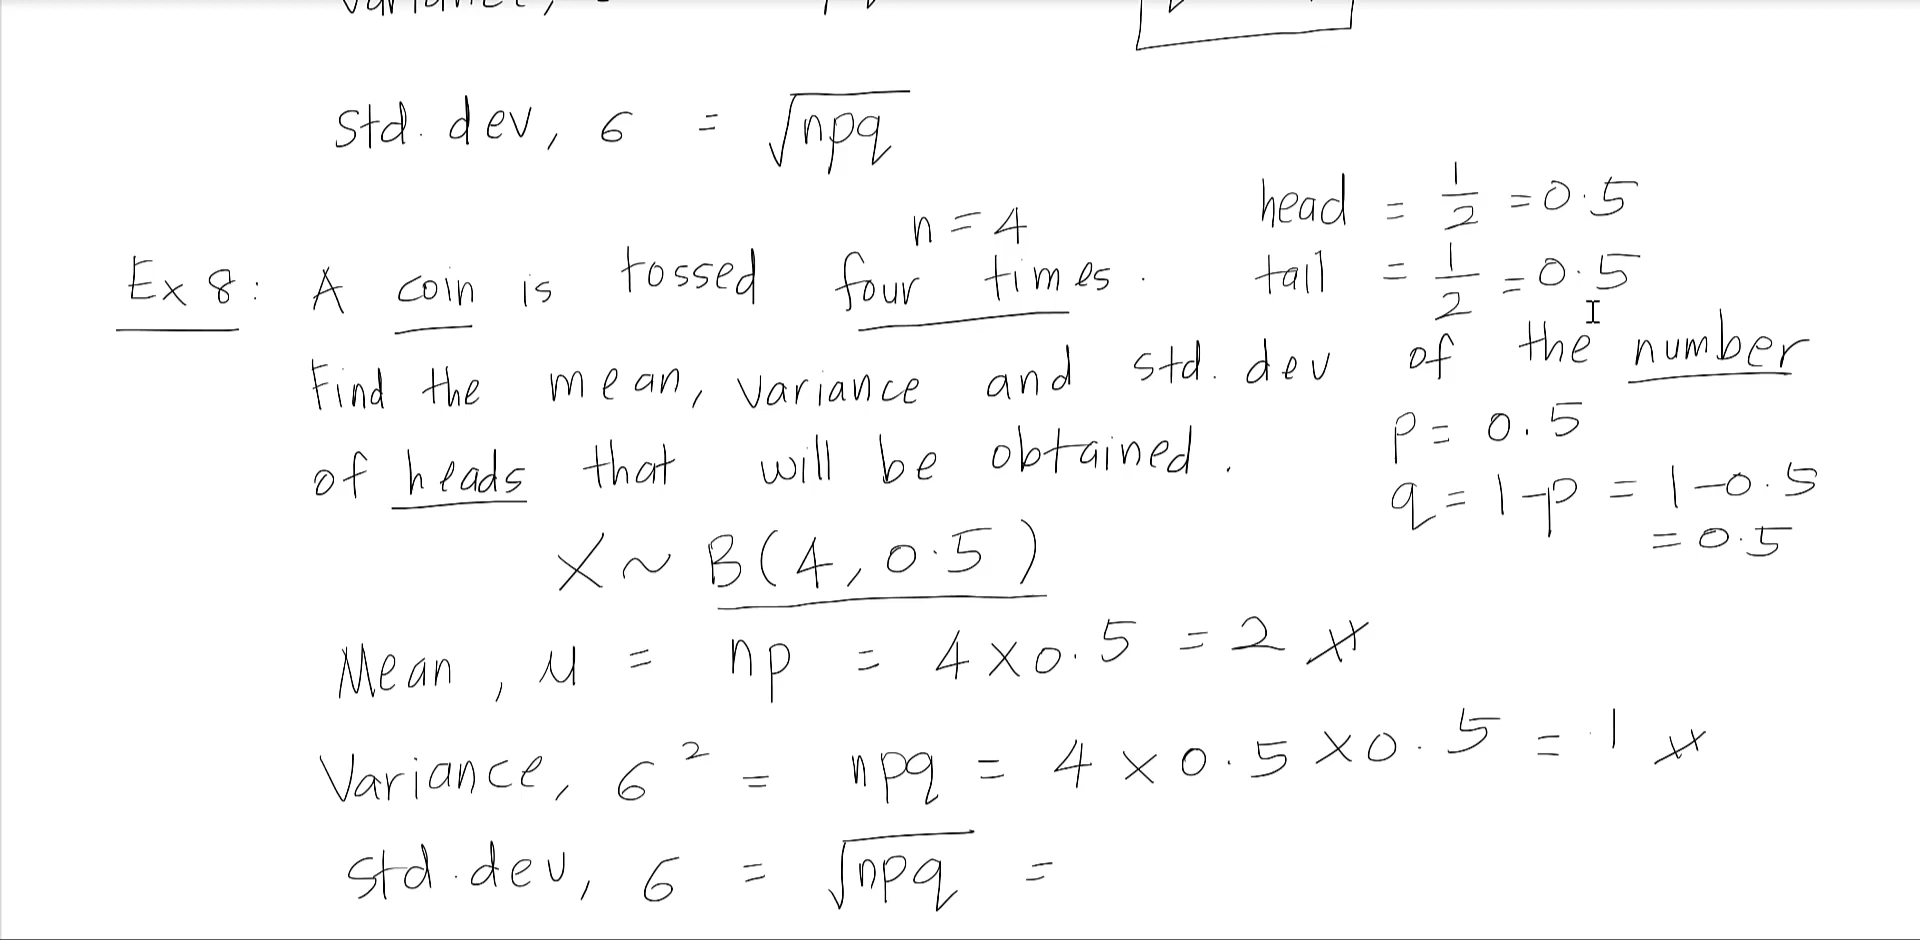 Std. dev, σ = √npq
n = 4
head = 1/2 = 0.5
Ex 8: A coin is tossed four times.
tail = 1/2 = 0.5
Find the mean, variance and std. dev of the number
p = 0.5
of heads that will be obtained.
q = 1-p = 1-0.5
= 0.5
X ~ B(4, 0.5)
Mean, μ = np = 4 × 0.5 = 2
Variance, σ² = npq = 4 × 0.5 × 0.5 = 1
std. dev, σ = √npq =